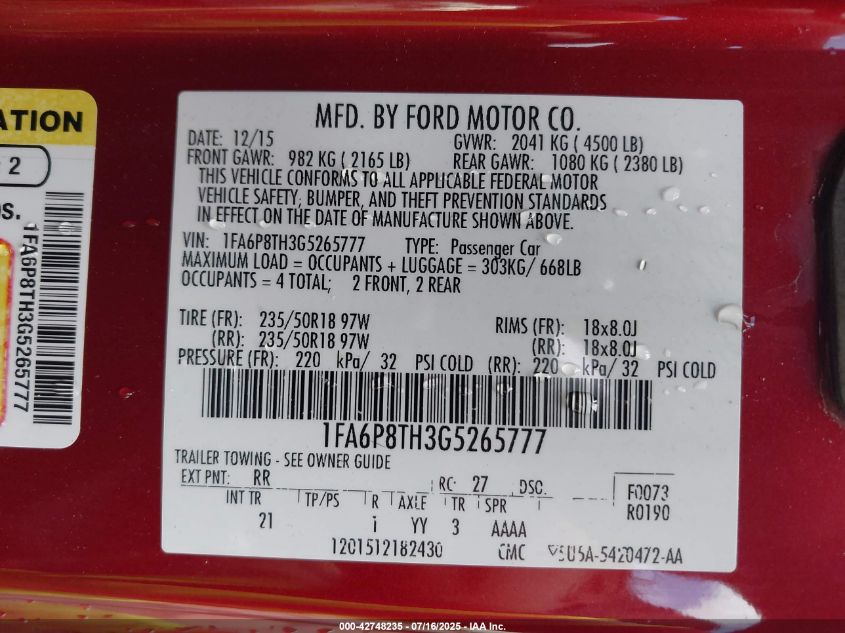 ATION
2
os.
1FA6P8TH3G5265777
MFD. BY FORD MOTOR CO.
DATE: 12/15 GVWR: 2041 KG ( 4500 LB)
FRONT GAWR: 982 KG ( 2165 LB) REAR GAWR: 1080 KG ( 2380 LB)
THIS VEHICLE CONFORMS TO ALL APPLICABLE FEDERAL MOTOR
VEHICLE SAFETY, BUMPER, AND THEFT PREVENTION STANDARDS
IN EFFECT ON THE DATE OF MANUFACTURE SHOWN ABOVE.
VIN: 1FA6P8TH3G5265777 TYPE: Passenger Car
MAXIMUM LOAD = OCCUPANTS + LUGGAGE = 303KG/ 668LB
OCCUPANTS = 4 TOTAL; 2 FRONT, 2 REAR
TIRE (FR): 235/50R18 97W RIMS (FR): 18x8.0J
(RR): 235/50R18 97W (RR): 18x8.0J
PRESSURE (FR): 220 kPa/ 32 PSI COLD (RR): 220 kPa/ 32 PSI COLD
1FA6P8TH3G5265777
TRAILER TOWING - SEE OWNER GUIDE
EXT PNT: RR RC: 27 DSO:
F0073
R0190
INT TR TP/PS R AXLE TR SPR
21 i YY 3 AAAA
1201512182430 CMC 5U5A-5420472-AA
000-42748235 - 07/16/2025 - IAA Inc.